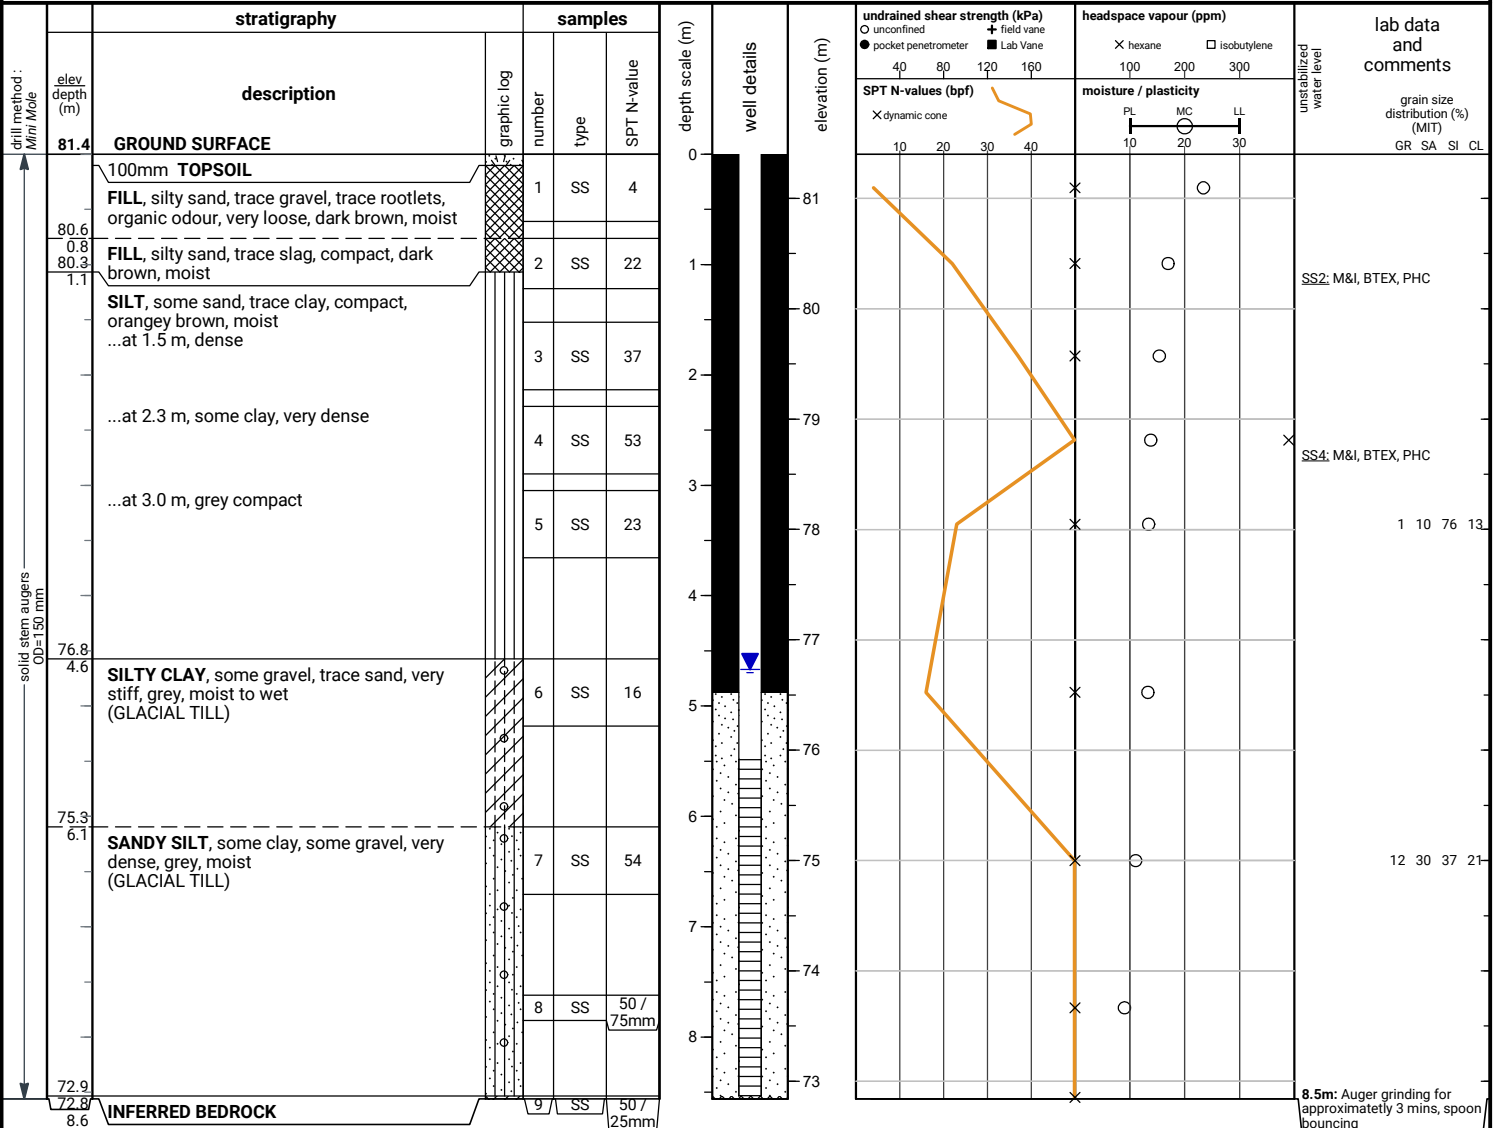 drill method :
Mini Mole
stratigraphy
samples
elev
depth
(m)
description
graphic log
number
type
SPT N-value
depth scale (m)
well details
elevation (m)
undrained shear strength (kPa)
unconfined
field vane
pocket penetrometer
Lab Vane
40 80 120 160
SPT N-values (bpf)
dynamic cone
10 20 30 40
headspace vapour (ppm)
hexane
isobutylene
100 200 300
moisture / plasticity
PL MC LL
10 20 30
unstabilized
water level
lab data
and
comments
grain size
distribution (%)
(MIT)
GR SA SI CL
81.4 GROUND SURFACE
100mm TOPSOIL
FILL, silty sand, trace gravel, trace rootlets,
organic odour, very loose, dark brown, moist
1 SS 4
80.6
0.8
FILL, silty sand, trace slag, compact, dark
brown, moist
2 SS 22
80.3
1.1
SILT, some sand, trace clay, compact,
orangey brown, moist
...at 1.5 m, dense
3 SS 37
...at 2.3 m, some clay, very dense
4 SS 53
...at 3.0 m, grey compact
5 SS 23
76.8
4.6
SILTY CLAY, some gravel, trace sand, very
stiff, grey, moist to wet
(GLACIAL TILL)
6 SS 16
75.3
6.1
SANDY SILT, some clay, some gravel, very
dense, grey, moist
(GLACIAL TILL)
7 SS 54
8 SS 50 /
75mm
72.9
72.8
8.6
INFERRED BEDROCK
9 SS 50 /
25mm
solid stem augers
OD=150 mm
0
1
2
3
4
5
6
7
8
81
80
79
78
77
76
75
74
73
SS2: M&I, BTEX, PHC
SS4: M&I, BTEX, PHC
1 10 76 13
12 30 37 21
8.5m: Auger grinding for
approximatetly 3 mins, spoon
bouncing